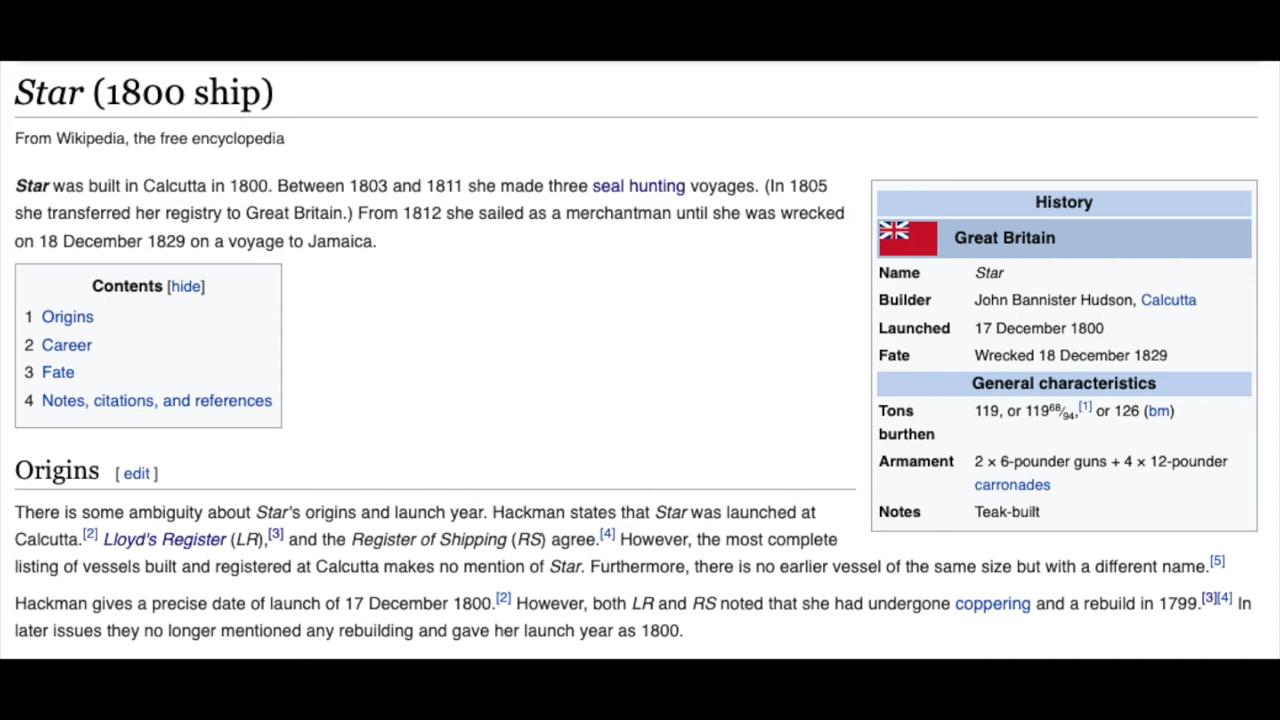 Star (1800 ship)
From Wikipedia, the free encyclopedia
Star was built in Calcutta in 1800. Between 1803 and 1811 she made three seal hunting voyages. (In 1805
she transferred her registry to Great Britain.) From 1812 she sailed as a merchantman until she was wrecked
on 18 December 1829 on a voyage to Jamaica.
Contents [hide]
1 Origins
2 Career
3 Fate
4 Notes, citations, and references
History
Great Britain
Name Star
Builder John Bannister Hudson, Calcutta
Launched 17 December 1800
Fate Wrecked 18 December 1829
General characteristics
Tons 119, or 119 68⁄94,[1] or 126 (bm)
burthen
Armament 2 × 6-pounder guns + 4 × 12-pounder
carronades
Notes Teak-built
Origins [ edit ]
There is some ambiguity about Star's origins and launch year. Hackman states that Star was launched at
Calcutta.[2] Lloyd's Register (LR),[3] and the Register of Shipping (RS) agree.[4] However, the most complete
listing of vessels built and registered at Calcutta makes no mention of Star. Furthermore, there is no earlier vessel of the same size but with a different name.[5]
Hackman gives a precise date of launch of 17 December 1800.[2] However, both LR and RS noted that she had undergone coppering and a rebuild in 1799.[3][4] In
later issues they no longer mentioned any rebuilding and gave her launch year as 1800.